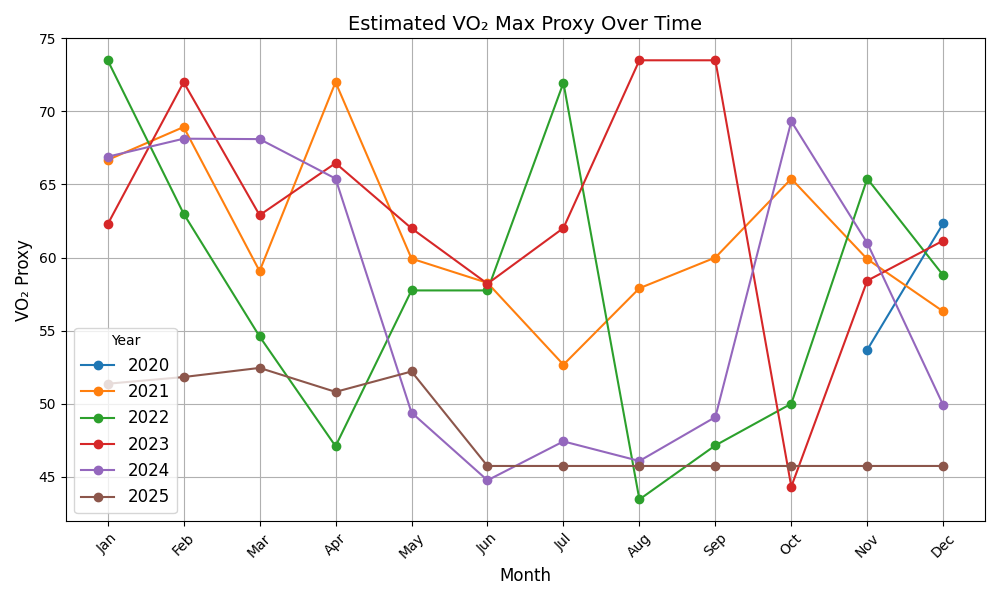 Estimated VO₂ Max Proxy Over Time
VO₂ Proxy
75
70
65
60
55
50
45
Year
2020
2021
2022
2023
2024
2025
Jan
Feb
Mar
Apr
May
Jun
Jul
Aug
Sep
Oct
Nov
Dec
Month